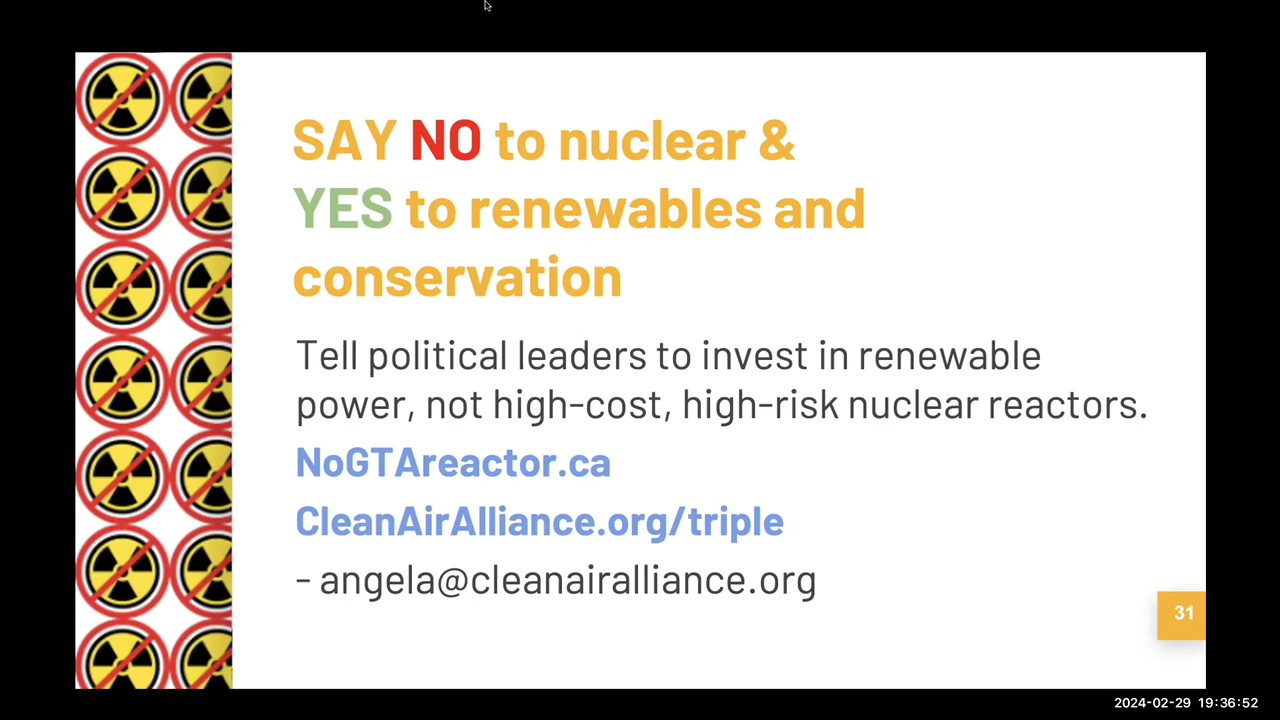 SAY NO to nuclear &
YES to renewables and
conservation
Tell political leaders to invest in renewable
power, not high-cost, high-risk nuclear reactors.
NoGTAreactor.ca
CleanAirAlliance.org/triple
- angela@cleanairalliance.org
31
2024-02-29 19:36:52